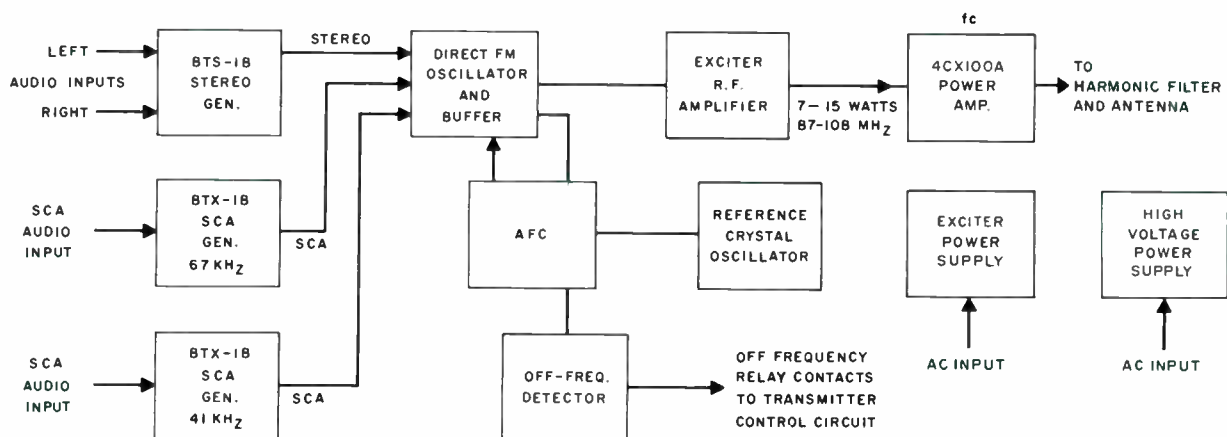 LEFT
AUDIO INPUTS
RIGHT
BTS-1B
STEREO
GEN.
STEREO
DIRECT FM
OSCILLATOR
AND
BUFFER
EXCITER
R.F.
AMPLIFIER
7-15 WATTS
87-108 MHZ
fc
4CX100A
POWER
AMP.
TO
HARMONIC FILTER
AND ANTENNA
SCA
AUDIO
INPUT
BTX-1B
SCA
GEN.
67 KHZ
SCA
AFC
REFERENCE
CRYSTAL
OSCILLATOR
EXCITER
POWER
SUPPLY
AC INPUT
HIGH
VOLTAGE
POWER
SUPPLY
AC INPUT
SCA
AUDIO
INPUT
BTX-1B
SCA
GEN.
41 KHZ
SCA
OFF-FREQ.
DETECTOR
OFF FREQUENCY
RELAY CONTACTS
TO TRANSMITTER
CONTROL CIRCUIT